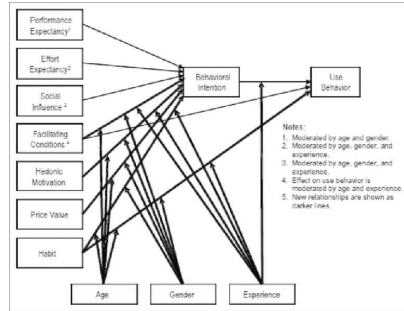 Performance
Expectancy¹
Effort
Expectancy²
Social
Influence ³
Facilitating
Conditions ⁴
Hedonic
Motivation
Price Value
Habit
Behavioral
Intention
Use
Behavior
Notes:
1. Moderated by age and gender.
2. Moderated by age, gender, and
experience.
3. Moderated by age, gender, and
experience.
4. Effect on use behavior is
moderated by age and experience.
5. New relationships are shown as
darker lines.
Age
Gender
Experience